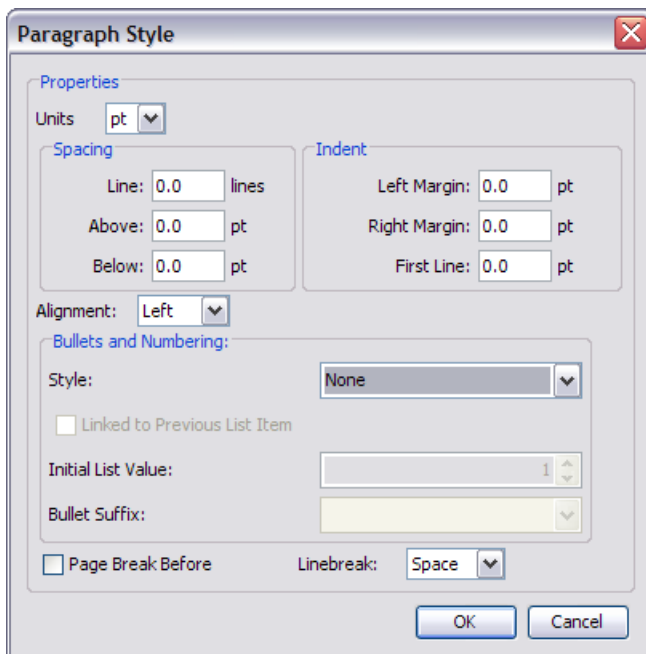 Paragraph Style
Properties
Units pt
Spacing Indent
Line: 0.0 lines Left Margin: 0.0 pt
Above: 0.0 pt Right Margin: 0.0 pt
Below: 0.0 pt First Line: 0.0 pt
Alignment: Left
Bullets and Numbering:
Style: None
Linked to Previous List Item
Initial List Value: 1
Bullet Suffix:
Page Break Before Linebreak: Space
OK Cancel